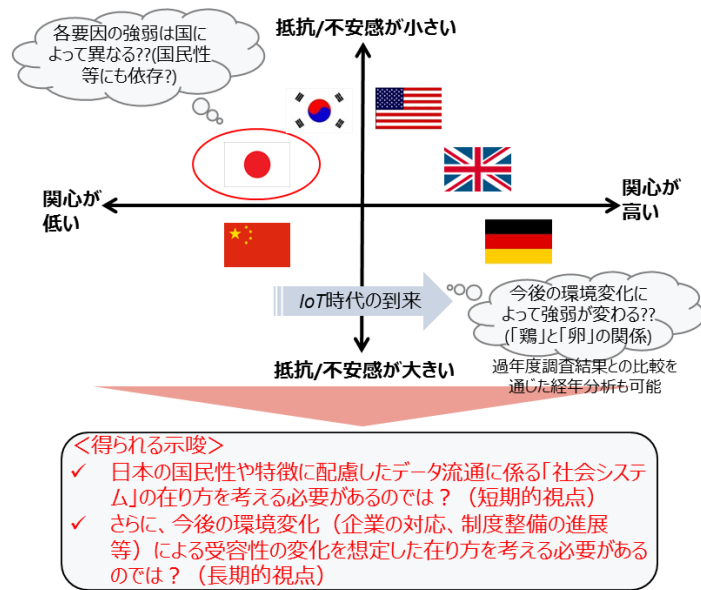 抵抗/不安感が小さい
各要因の強弱は国に
よって異なる??(国民性
等にも依存?)
関心が
低い
関心が
高い
IoT時代の到来
今後の環境変化に
よって強弱が変わる??
(「鶏」と「卵」の関係)
過年度調査結果との比較を
通じた経年分析も可能
抵抗/不安感が大きい
＜得られる示唆＞
✓ 日本の国民性や特徴に配慮したデータ流通に係る「社会システ
ム」の在り方を考える必要があるのでは？（短期的視点）
✓ さらに、今後の環境変化（企業の対応、制度整備の進展
等）による受容性の変化を想定した在り方を考える必要がある
のでは？（長期的視点）